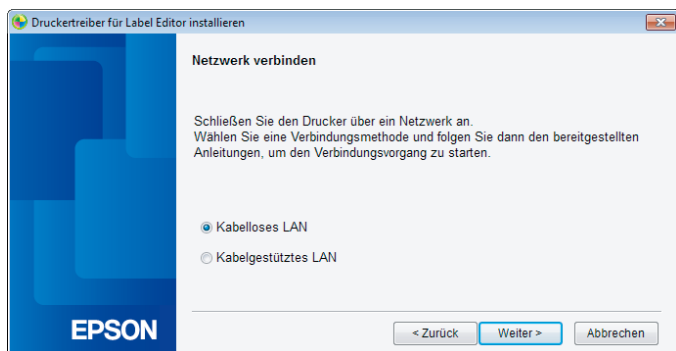 Druckertreiber für Label Editor installieren
Netzwerk verbinden
Schließen Sie den Drucker über ein Netzwerk an.
Wählen Sie eine Verbindungsmethode und folgen Sie dann den bereitgestellten
Anleitungen, um den Verbindungsvorgang zu starten.
Kabelloses LAN
Kabelgestütztes LAN
EPSON
< Zurück
Weiter >
Abbrechen